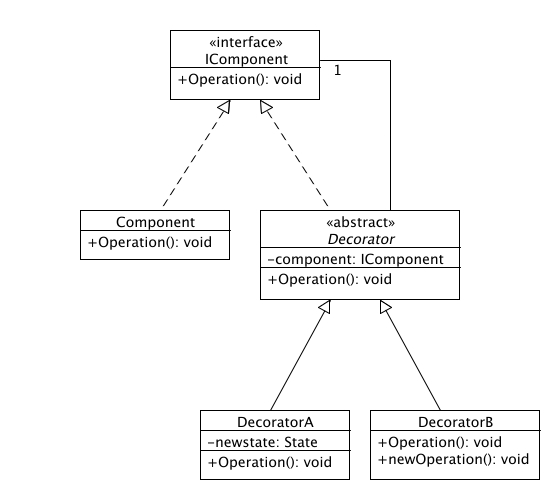 «interface»
IComponent
+Operation(): void
1
Component
+Operation(): void
«abstract»
Decorator
-component: IComponent
+Operation(): void
DecoratorA
-newstate: State
+Operation(): void
DecoratorB
+Operation(): void
+newOperation(): void